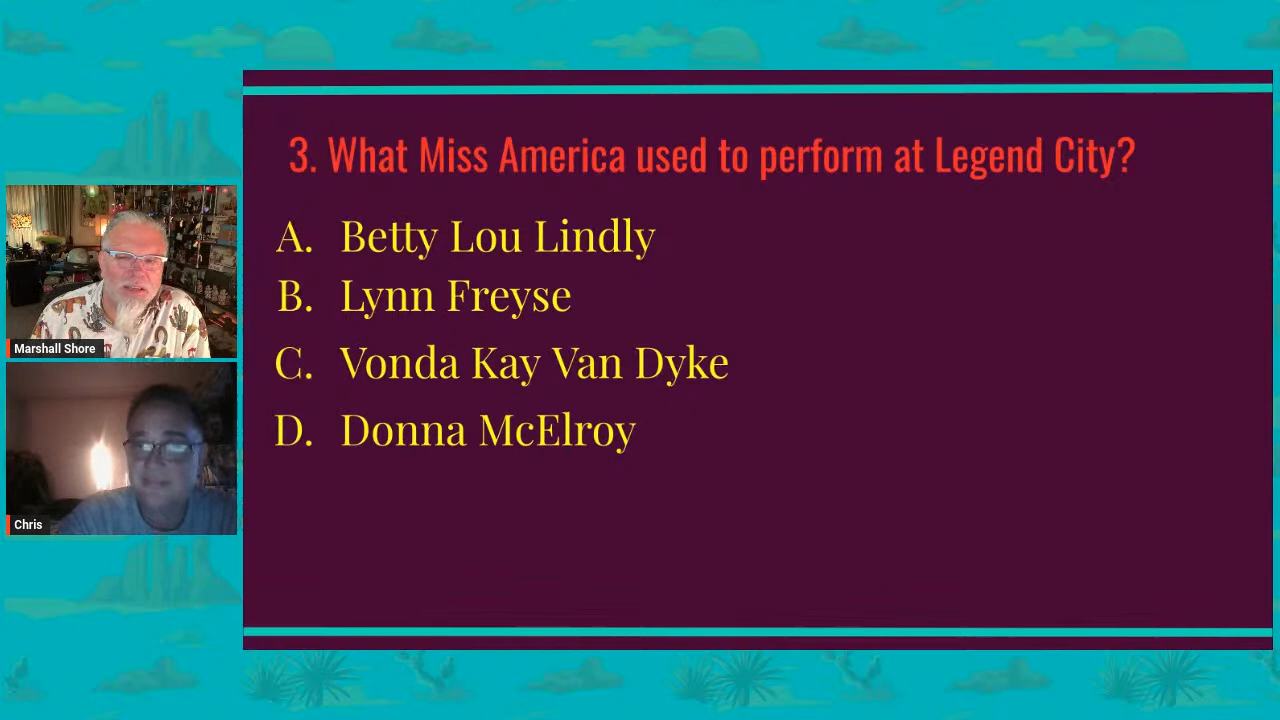 3. What Miss America used to perform at Legend City?
A. Betty Lou Lindly
B. Lynn Freyse
C. Vonda Kay Van Dyke
D. Donna McElroy
Marshall Shore
Chris